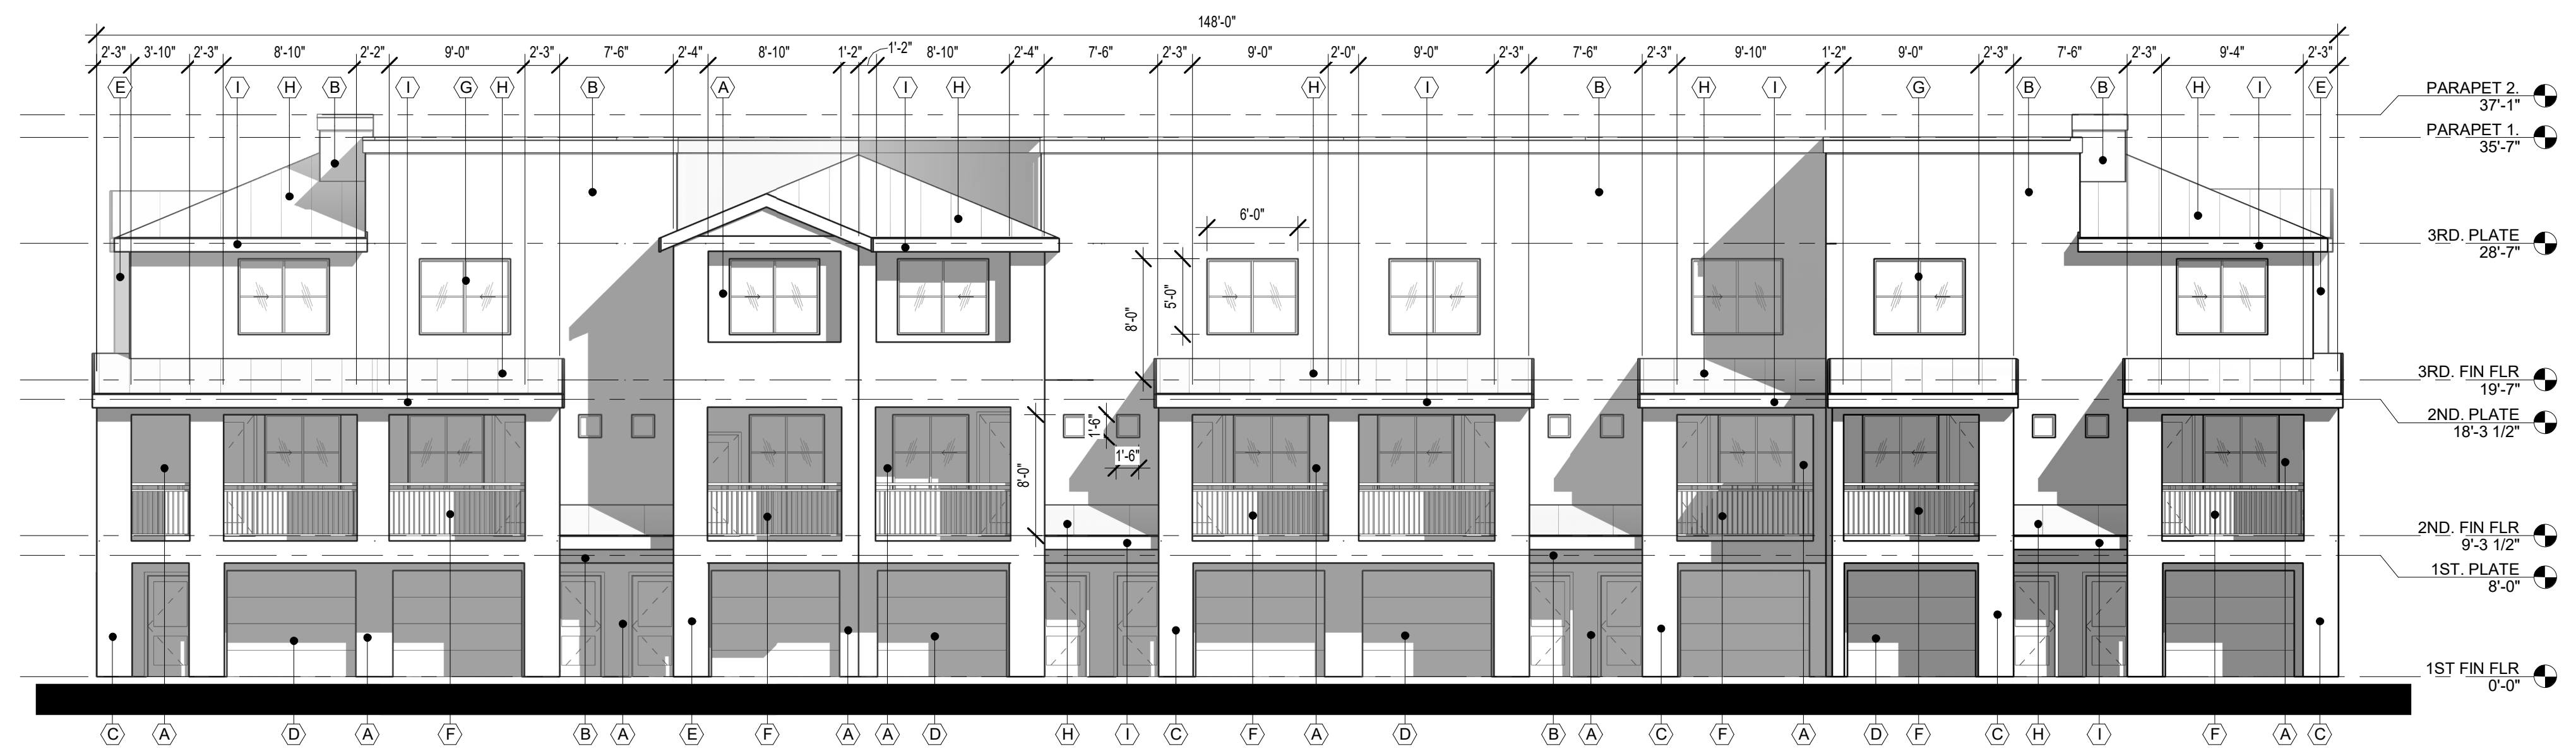 148'-0"
2'-3" 3'-10" 2'-3" 8'-10" 2'-2" 9'-0" 2'-3" 7'-6" 2'-4" 8'-10" 1'-2" 1'-2" 8'-10" 2'-4" 7'-6" 2'-3" 9'-0" 2'-0" 9'-0" 2'-3" 7'-6" 2'-3" 9'-10" 1'-2" 9'-0" 2'-3" 7'-6" 2'-3" 9'-4" 2'-3"
E I H B I G H B A I H H I B H I G B B H I E
PARAPET 2.
37'-1"
PARAPET 1.
35'-7"
6'-0"
3RD. PLATE
28'-7"
5'-0"
8'-0"
3RD. FIN FLR
19'-7"
2ND. PLATE
18'-3 1/2"
1'-6"
1'-6"
8'-0"
2ND. FIN FLR
9'-3 1/2"
1ST. PLATE
8'-0"
1ST FIN FLR
0'-0"
C A D A F B A E F A A D H I C F A D B A C F A D F C H I F A C